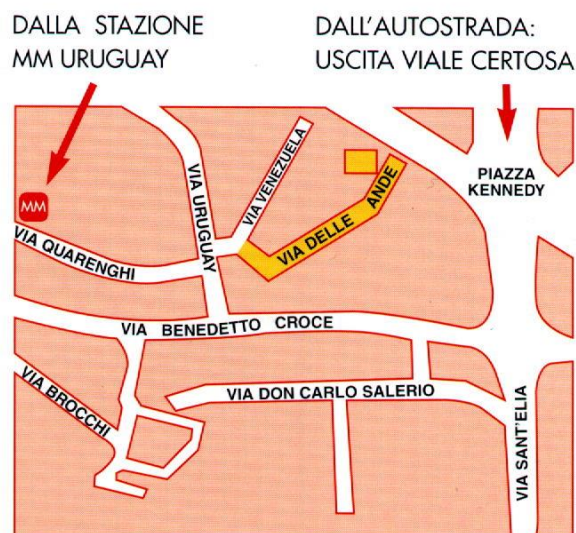 DALLA STAZIONE
MM URUGUAY
DALL'AUTOSTRADA:
USCITA VIALE CERTOSA
MM
VIA QUARENGHI
VIA URUGUAY
VIA VENEZUELA
VIA DELLE ANDE
PIAZZA
KENNEDY
VIA BENEDETTO CROCE
VIA BROCCHI
VIA DON CARLO SALERIO
VIA SANT'ELIA